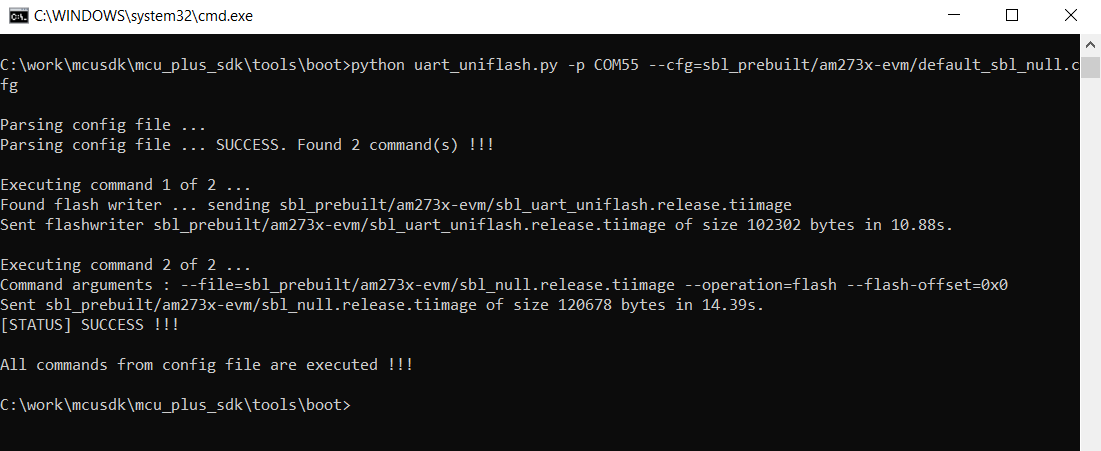 C:\WINDOWS\system32\cmd.exe
C:\work\mcusdk\mcu_plus_sdk\tools\boot>python uart_uniflash.py -p COM55 --cfg=sbl_prebuilt/am273x-evm/default_sbl_null.c
fg
Parsing config file ...
Parsing config file ... SUCCESS. Found 2 command(s) !!!
Executing command 1 of 2 ...
Found flash writer ... sending sbl_prebuilt/am273x-evm/sbl_uart_uniflash.release.tiimage
Sent flashwriter sbl_prebuilt/am273x-evm/sbl_uart_uniflash.release.tiimage of size 102302 bytes in 10.88s.
Executing command 2 of 2 ...
Command arguments : --file=sbl_prebuilt/am273x-evm/sbl_null.release.tiimage --operation=flash --flash-offset=0x0
Sent sbl_prebuilt/am273x-evm/sbl_null.release.tiimage of size 120678 bytes in 14.39s.
[STATUS] SUCCESS !!!
All commands from config file are executed !!!
C:\work\mcusdk\mcu_plus_sdk\tools\boot>